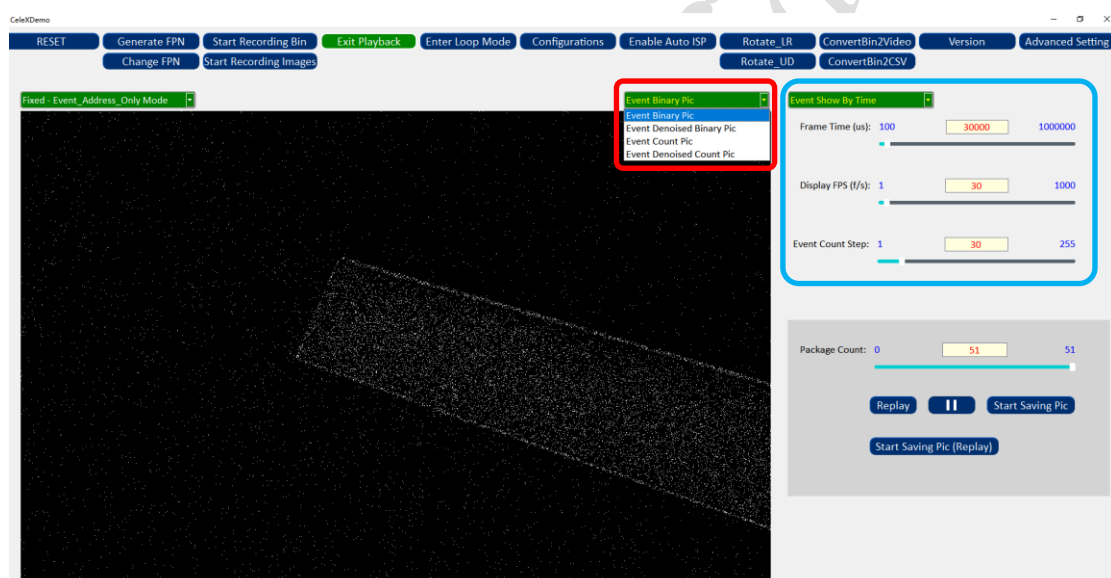 CeleXDemo
RESET Generate FPN Start Recording Bin Exit Playback Enter Loop Mode Configurations Enable Auto ISP Rotate_LR ConvertBin2Video Version Advanced Setting
Change FPN Start Recording Images Rotate_UD ConvertBin2CSV
Fixed - Event_Address_Only Mode Event Binary Pic Event Show By Time
Event Binary Pic
Event Denoised Binary Pic
Event Count Pic
Event Denoised Count Pic
Frame Time (us): 100 30000 1000000
Display FPS (f/s): 1 30 1000
Event Count Step: 1 30 255
Package Count: 0 51 51
Replay Start Saving Pic
Start Saving Pic (Replay)